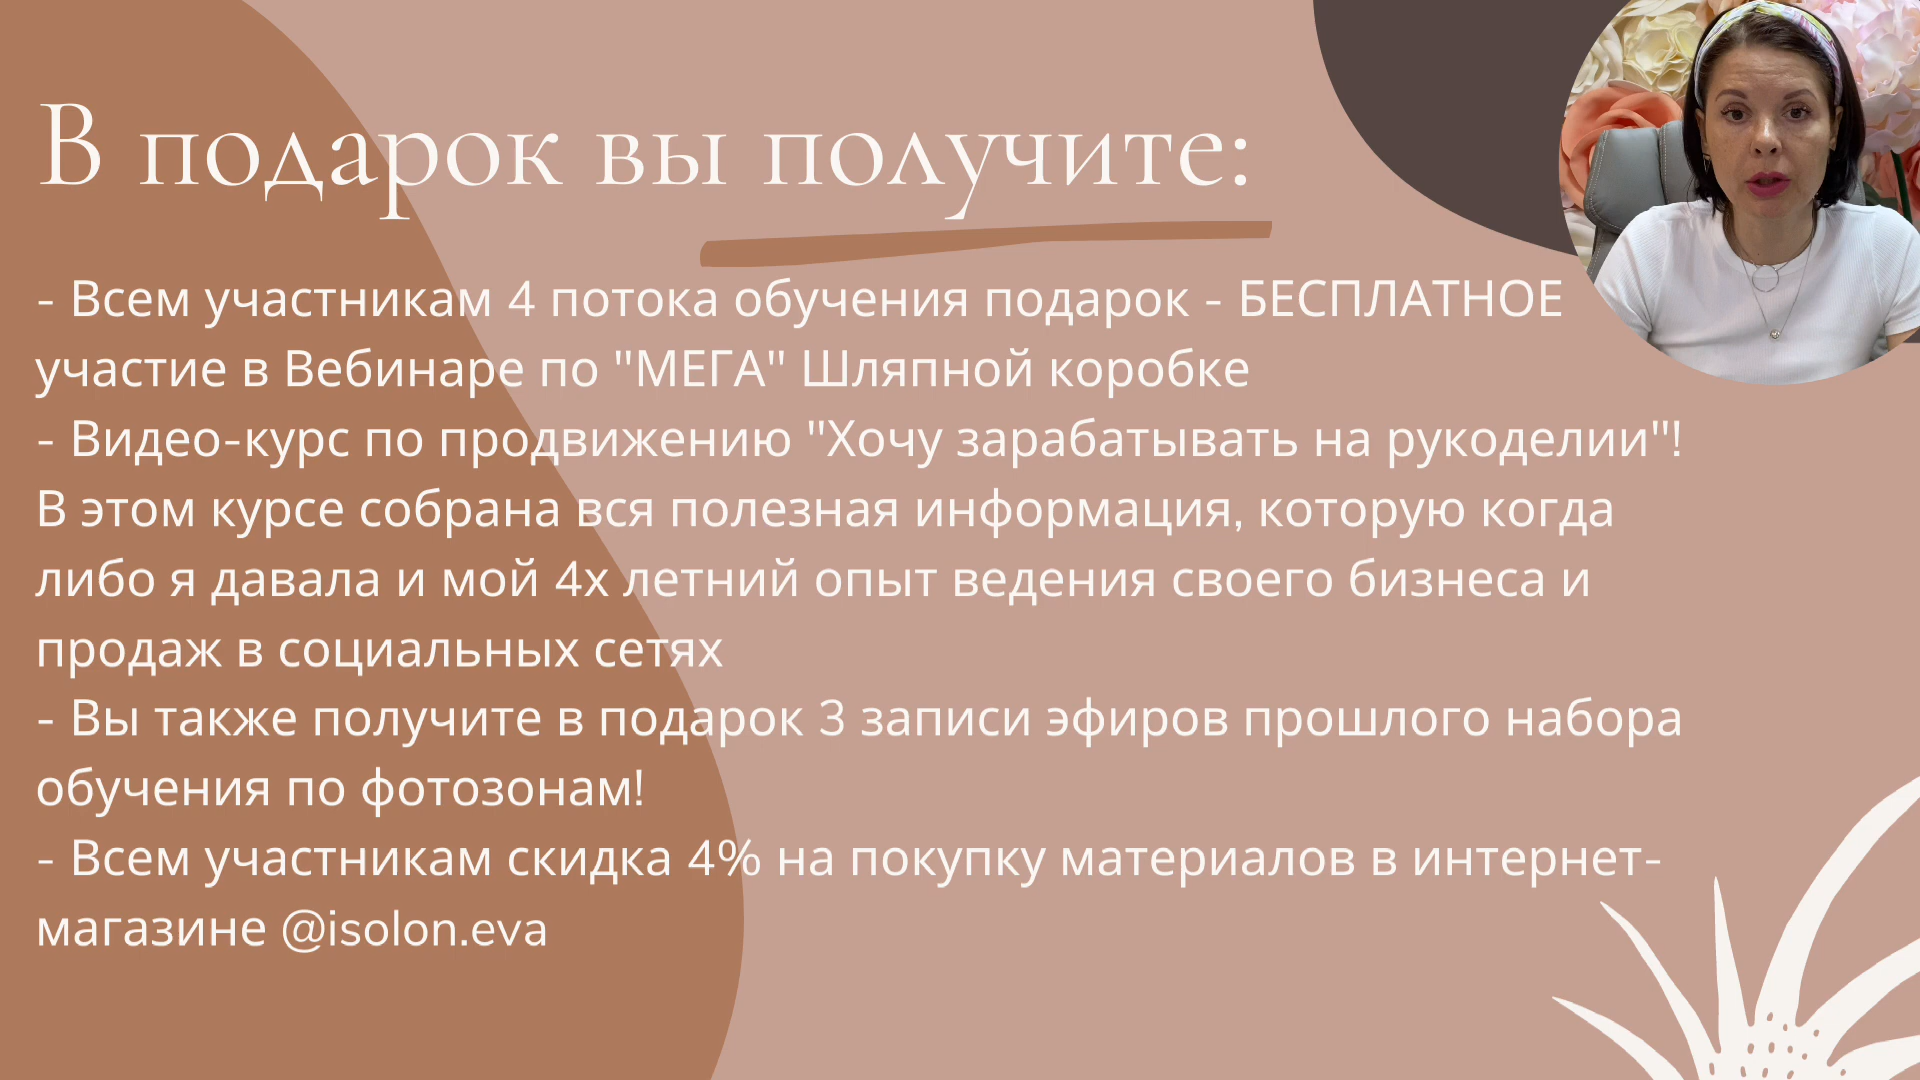 В подарок вы получите:
- Всем участникам 4 потока обучения подарок - БЕСПЛАТНОЕ
участие в Вебинаре по "МЕГА" Шляпной коробке
- Видео-курс по продвижению "Хочу зарабатывать на рукоделии"!
В этом курсе собрана вся полезная информация, которую когда
либо я давала и мой 4х летний опыт ведения своего бизнеса и
продаж в социальных сетях
- Вы также получите в подарок 3 записи эфиров прошлого набора
обучения по фотозонам!
- Всем участникам скидка 4% на покупку материалов в интернет-
магазине @isolon.eva